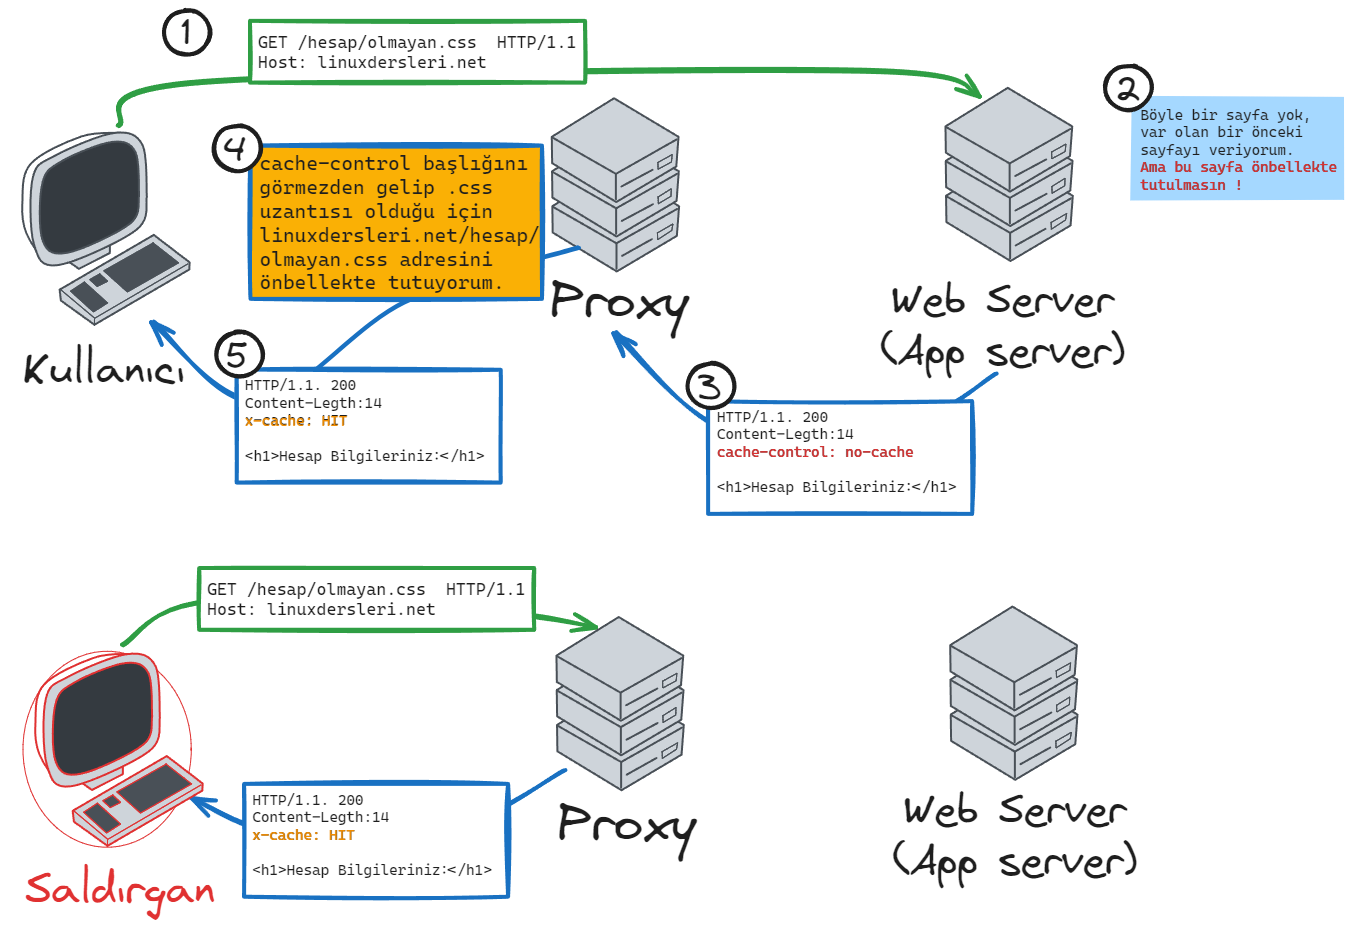 1
GET /hesap/olmayan.css  HTTP/1.1
Host: linuxdersleri.net
2
Böyle bir sayfa yok,
var olan bir önceki
sayfayı veriyorum.
Ama bu sayfa önbellekte
tutulmasın !
4
cache-control başlığını
görmezden gelip .css
uzantısı olduğu için
linuxdersleri.net/hesap/
olmayan.css adresini
önbellekte tutuyorum.
Proxy
Web Server
(App server)
Kullanıcı
5
HTTP/1.1. 200
Content-Legth:14
x-cache: HIT
<h1>Hesap Bilgileriniz:</h1>
3
HTTP/1.1. 200
Content-Legth:14
cache-control: no-cache
<h1>Hesap Bilgileriniz:</h1>
GET /hesap/olmayan.css  HTTP/1.1
Host: linuxdersleri.net
HTTP/1.1. 200
Content-Legth:14
x-cache: HIT
<h1>Hesap Bilgileriniz:</h1>
Saldırgan
Proxy
Web Server
(App server)